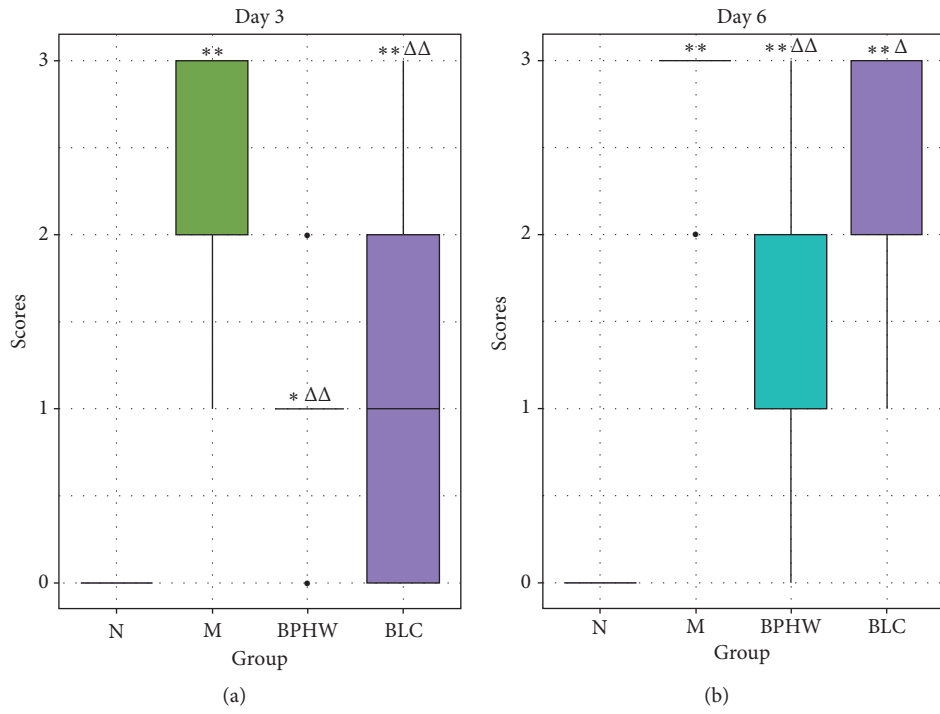 Day 3
Scores
3
2
1
0
** 
* ΔΔ
**ΔΔ
N M BPHW BLC
Group
(a)
Day 6
Scores
3
2
1
0
**
**ΔΔ
**Δ
N M BPHW BLC
Group
(b)